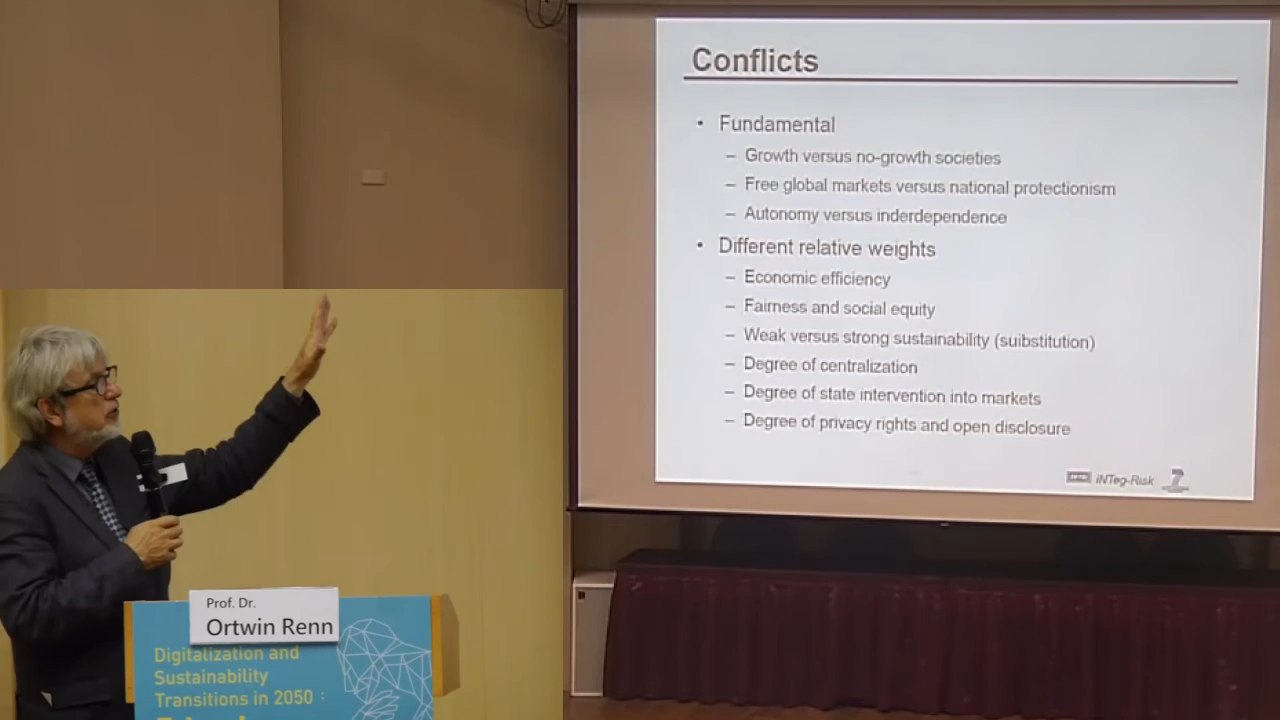 Conflicts
• Fundamental
– Growth versus no-growth societies
– Free global markets versus national protectionism
– Autonomy versus inderdependence
• Different relative weights
– Economic efficiency
– Fairness and social equity
– Weak versus strong sustainability (suibstitution)
– Degree of centralization
– Degree of state intervention into markets
– Degree of privacy rights and open disclosure
iNTeg-Risk
Prof. Dr.
Ortwin Renn
Digitalization and
Sustainability
Transitions in 2050 :